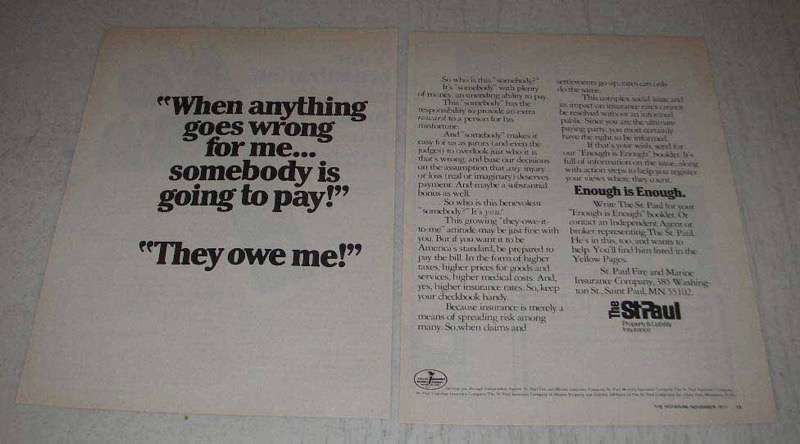 “When anything
goes wrong
for me...
somebody is
going to pay!”
“They owe me!”
So who is this "somebody?"
It's "somebody" with plenty
of money, an unending ability to pay.
This "somebody" has the
responsibility to provide an extra
reward to a person for his
misfortune.
And "somebody" makes it
easy for us as jurors (and even the
judges) to overlook just who it is
that's wrong, and base our decisions
on the assumption that any injury
or loss (real or imaginary) deserves
payment. And maybe a substantial
bonus as well.
So who is this benevolent
"somebody?" It's you!
This growing "they-owe-it-
to-me" attitude may be just fine with
you. But if you want it to be
America's standard, be prepared to
pay the bill. In the form of higher
taxes, higher prices for goods and
services, higher medical costs. And,
yes, higher insurance rates. So, keep
your checkbook handy.
Because insurance is merely a
means of spreading risk among
many. So, when claims and
settlements go up, rates can only
do the same.
This complex social issue and
its impact on insurance rates cannot
be resolved without an informed
public. Since you are the ultimate
paying party, you most certainly
have the right to be informed.
If that's your wish, send for
our "Enough is Enough" booklet. It's
full of information on the issue, along
with action steps to help you register
your views where they count.
Enough is Enough.
Write The St. Paul for your
"Enough is Enough" booklet. Or
contact an Independent Agent or
broker representing The St. Paul.
He's in this, too, and wants to
help. You'll find him listed in the
Yellow Pages.
St. Paul Fire and Marine
Insurance Company, 385 Washing-
ton St., Saint Paul, MN 55102.
The St Paul
Property & Liability
Insurance